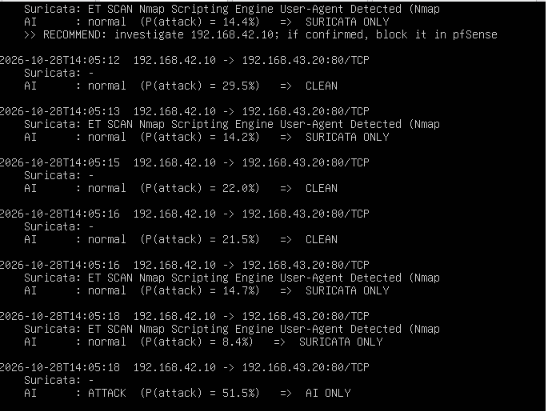 Suricata: ET SCAN Nmap Scripting Engine User-Agent Detected (Nmap
AI : normal (P(attack) = 14.4%) => SURICATA ONLY
>> RECOMMEND: investigate 192.168.42.10; if confirmed, block it in pfSense
2026-10-28T14:05:12 192.168.42.10 -> 192.168.43.20:80/TCP
Suricata: -
AI : normal (P(attack) = 29.5%) => CLEAN
2026-10-28T14:05:13 192.168.42.10 -> 192.168.43.20:80/TCP
Suricata: ET SCAN Nmap Scripting Engine User-Agent Detected (Nmap
AI : normal (P(attack) = 14.2%) => SURICATA ONLY
2026-10-28T14:05:15 192.168.42.10 -> 192.168.43.20:80/TCP
Suricata: -
AI : normal (P(attack) = 22.0%) => CLEAN
2026-10-28T14:05:16 192.168.42.10 -> 192.168.43.20:80/TCP
Suricata: -
AI : normal (P(attack) = 21.5%) => CLEAN
2026-10-28T14:05:16 192.168.42.10 -> 192.168.43.20:80/TCP
Suricata: ET SCAN Nmap Scripting Engine User-Agent Detected (Nmap
AI : normal (P(attack) = 14.7%) => SURICATA ONLY
2026-10-28T14:05:18 192.168.42.10 -> 192.168.43.20:80/TCP
Suricata: ET SCAN Nmap Scripting Engine User-Agent Detected (Nmap
AI : normal (P(attack) = 8.4%) => SURICATA ONLY
2026-10-28T14:05:18 192.168.42.10 -> 192.168.43.20:80/TCP
Suricata: -
AI : ATTACK (P(attack) = 51.5%) => AI ONLY